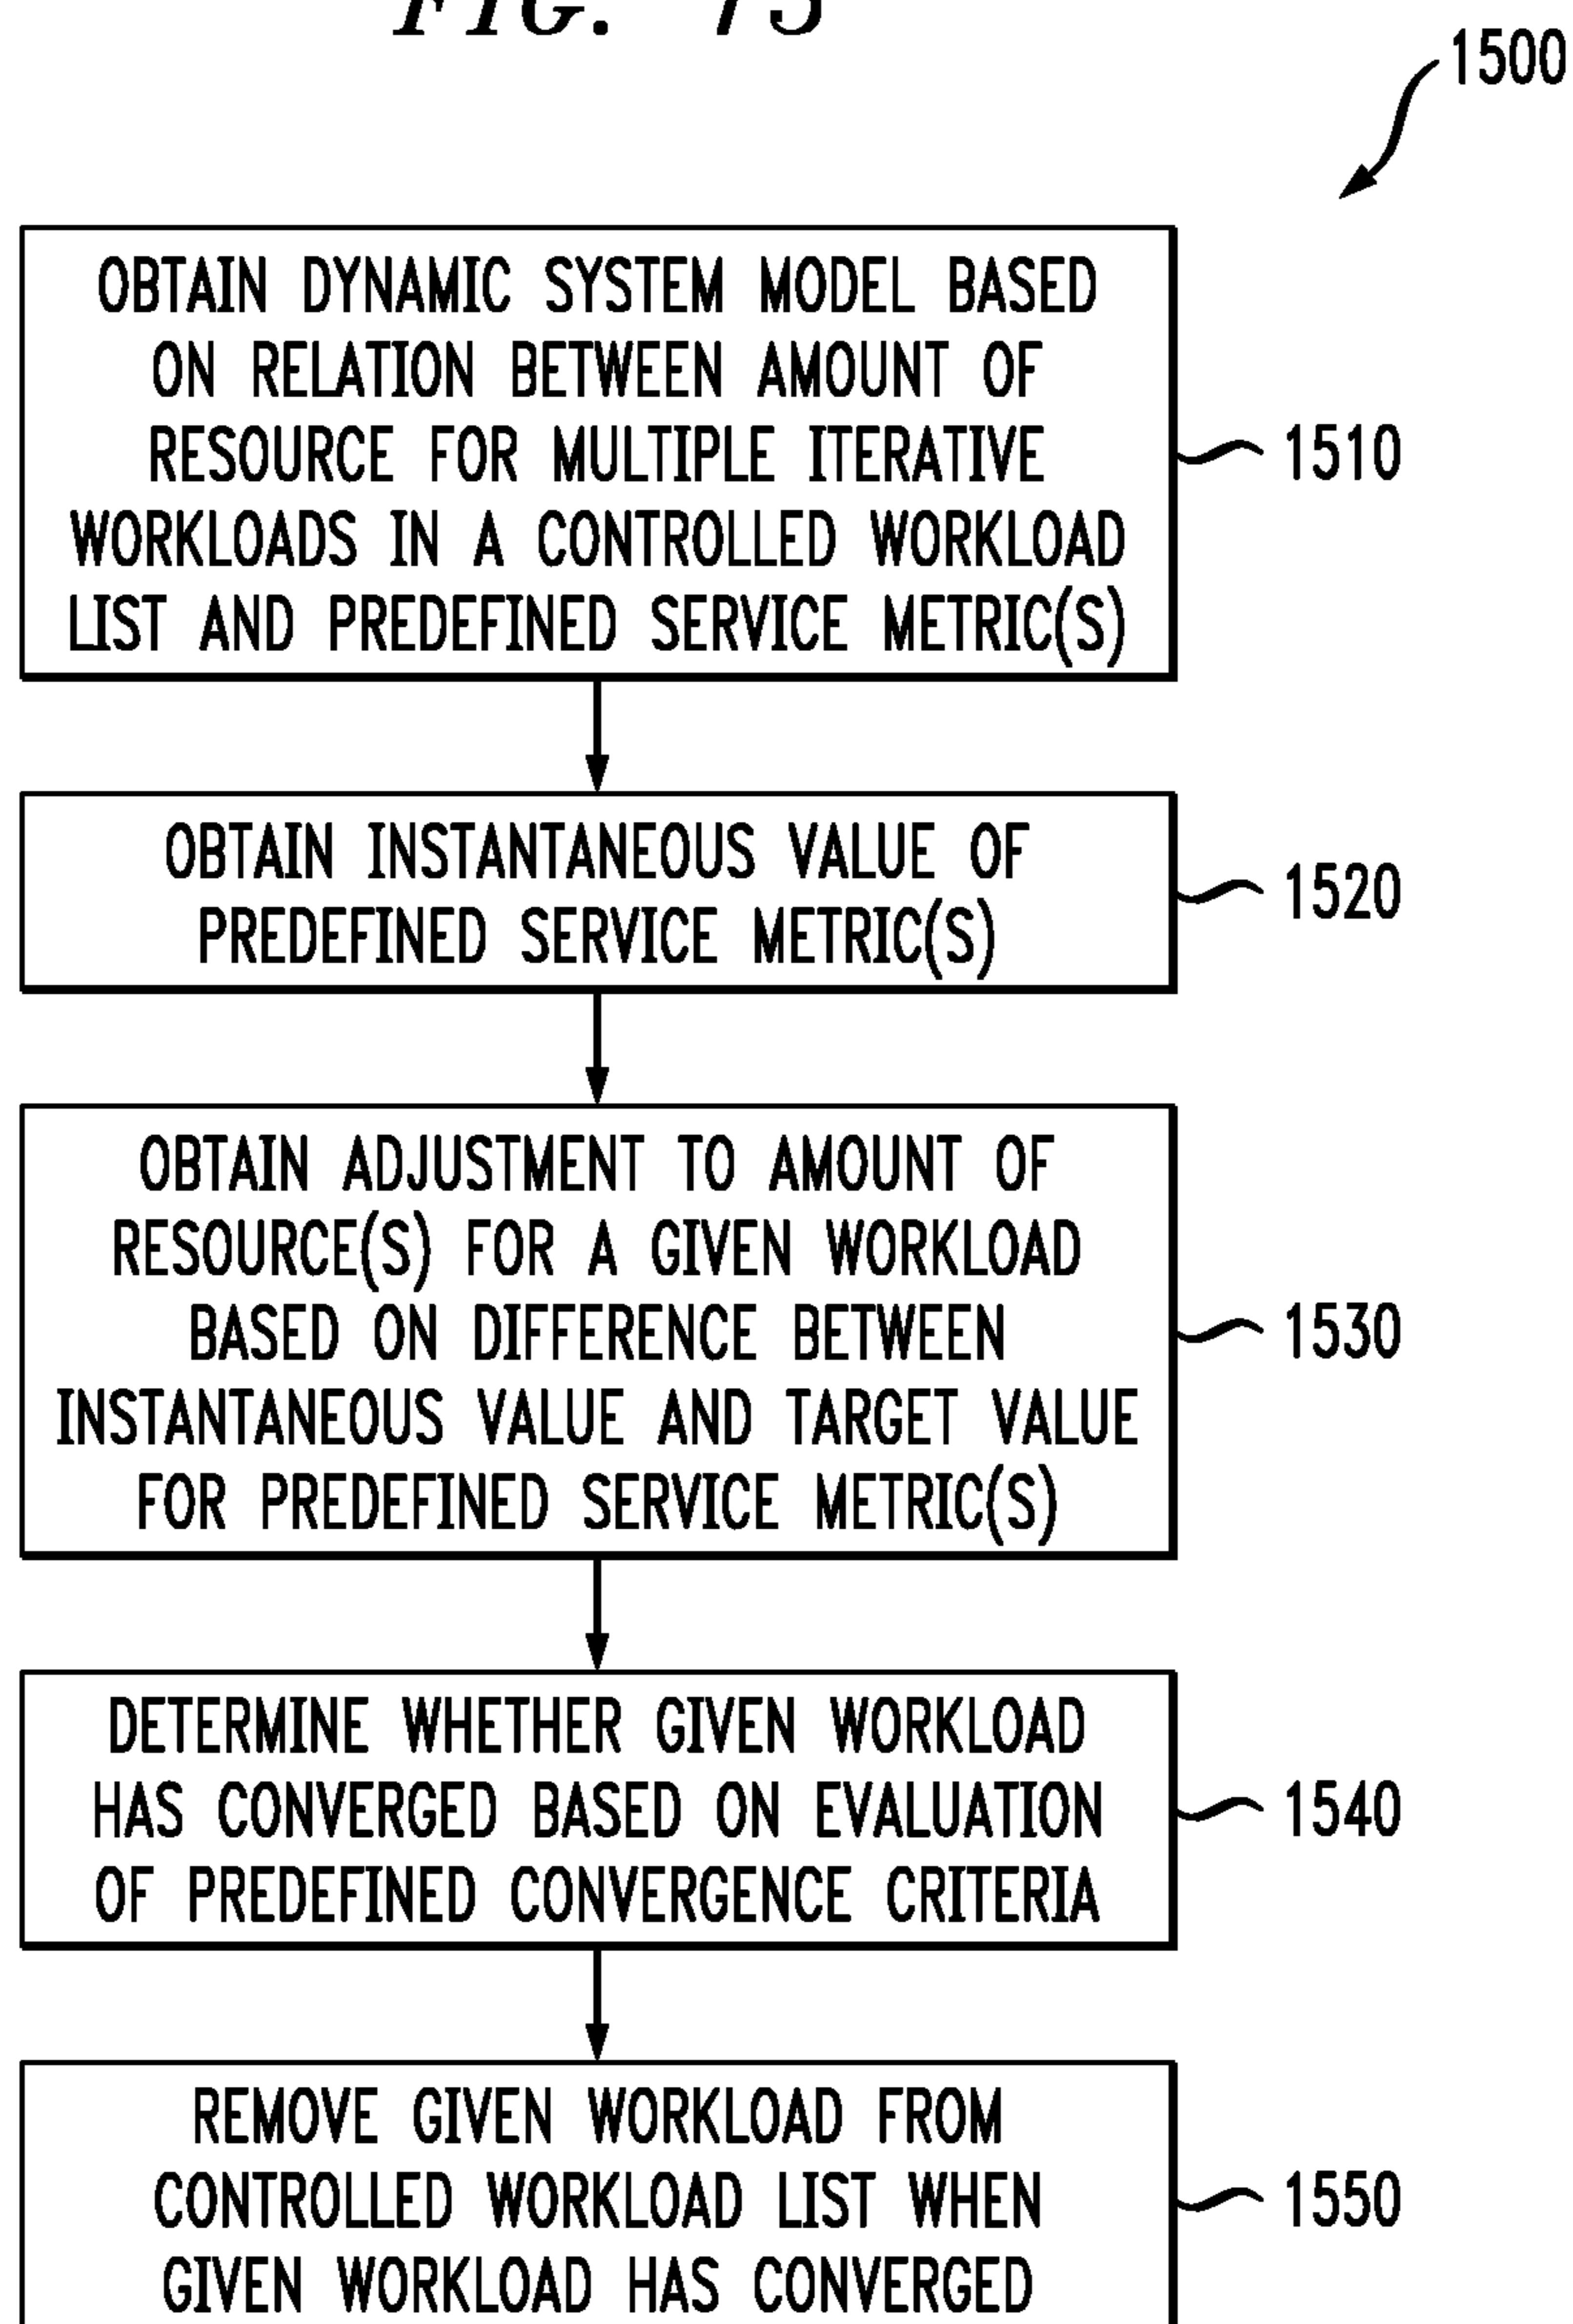 FIG. 15
1500
OBTAIN DYNAMIC SYSTEM MODEL BASED
ON RELATION BETWEEN AMOUNT OF
RESOURCE FOR MULTIPLE ITERATIVE
WORKLOADS IN A CONTROLLED WORKLOAD
LIST AND PREDEFINED SERVICE METRIC(S)
1510
OBTAIN INSTANTANEOUS VALUE OF
PREDEFINED SERVICE METRIC(S)
1520
OBTAIN ADJUSTMENT TO AMOUNT OF
RESOURCE(S) FOR A GIVEN WORKLOAD
BASED ON DIFFERENCE BETWEEN
INSTANTANEOUS VALUE AND TARGET VALUE
FOR PREDEFINED SERVICE METRIC(S)
1530
DETERMINE WHETHER GIVEN WORKLOAD
HAS CONVERGED BASED ON EVALUATION
OF PREDEFINED CONVERGENCE CRITERIA
1540
REMOVE GIVEN WORKLOAD FROM
CONTROLLED WORKLOAD LIST WHEN
GIVEN WORKLOAD HAS CONVERGED
1550